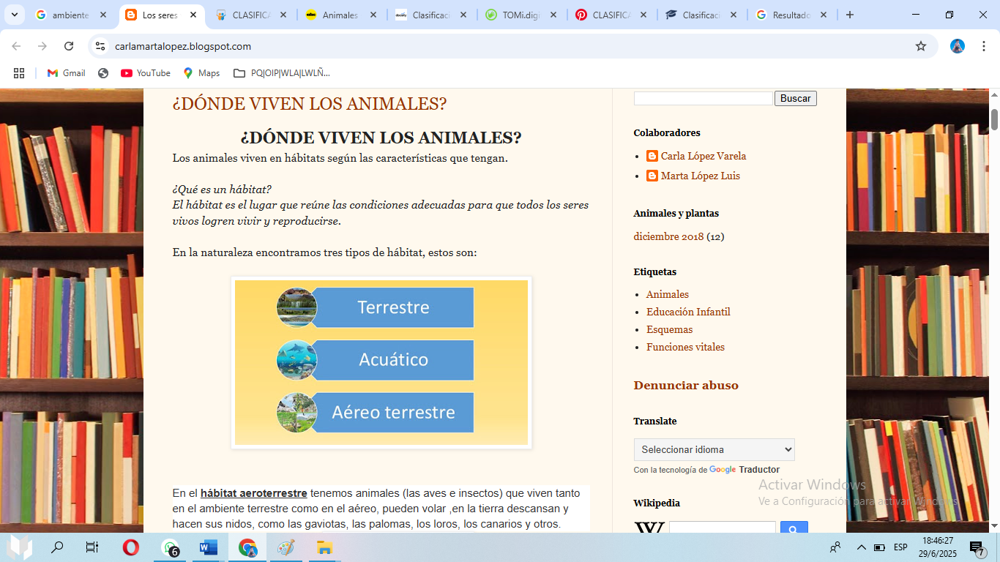 ambiente
Los seres
CLASIFICA
Animales
Clasificaci
TOMi.digi
CLASIFICA
Clasificaci
Resultado
carlamartalopez.blogspot.com
Gmail
YouTube
Maps
PQ|OIP|WLA|LWLÑ...
¿DÓNDE VIVEN LOS ANIMALES?
¿DÓNDE VIVEN LOS ANIMALES?
Los animales viven en hábitats según las características que tengan.
¿Qué es un hábitat?
El hábitat es el lugar que reúne las condiciones adecuadas para que todos los seres
vivos logren vivir y reproducirse.
En la naturaleza encontramos tres tipos de hábitat, estos son:
Terrestre
Acuático
Aéreo terrestre
En el hábitat aeroterrestre tenemos animales (las aves e insectos) que viven tanto
en el ambiente terrestre como en el aéreo, pueden volar ,en la tierra descansan y
hacen sus nidos, como las gaviotas, las palomas, los loros, los canarios y otros.
Buscar
Colaboradores
Carla López Varela
Marta López Luis
Animales y plantas
diciembre 2018 (12)
Etiquetas
Animales
Educación Infantil
Esquemas
Funciones vitales
Denunciar abuso
Translate
Seleccionar idioma
Con la tecnología de Google Traductor
Wikipedia
W
Activar Windows
Ve a Configuración para activar Windows
6
ESP
18:46:27
29/6/2025
7